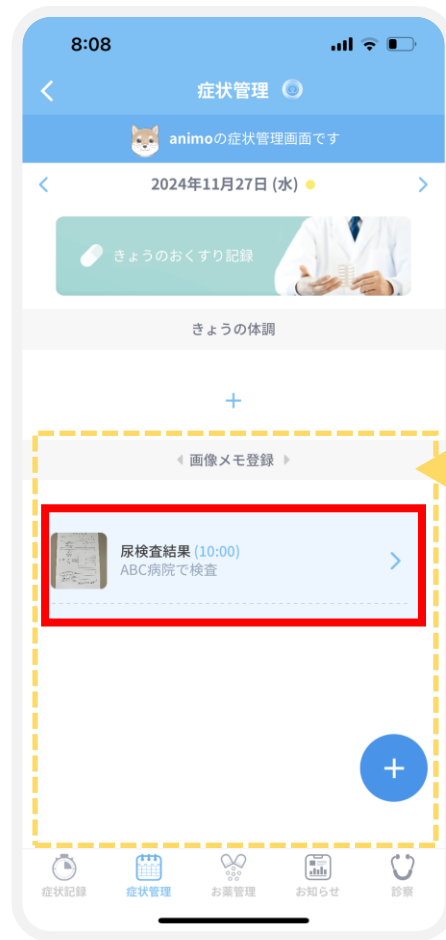 8:08
症状管理
animoの症状管理画面です
2024年11月27日 (水)
きょうのおくすり記録
きょうの体調
画像メモ登録
尿検査結果 (10:00)
ABC病院で検査
症状記録 症状管理 お薬管理 お知らせ 診察